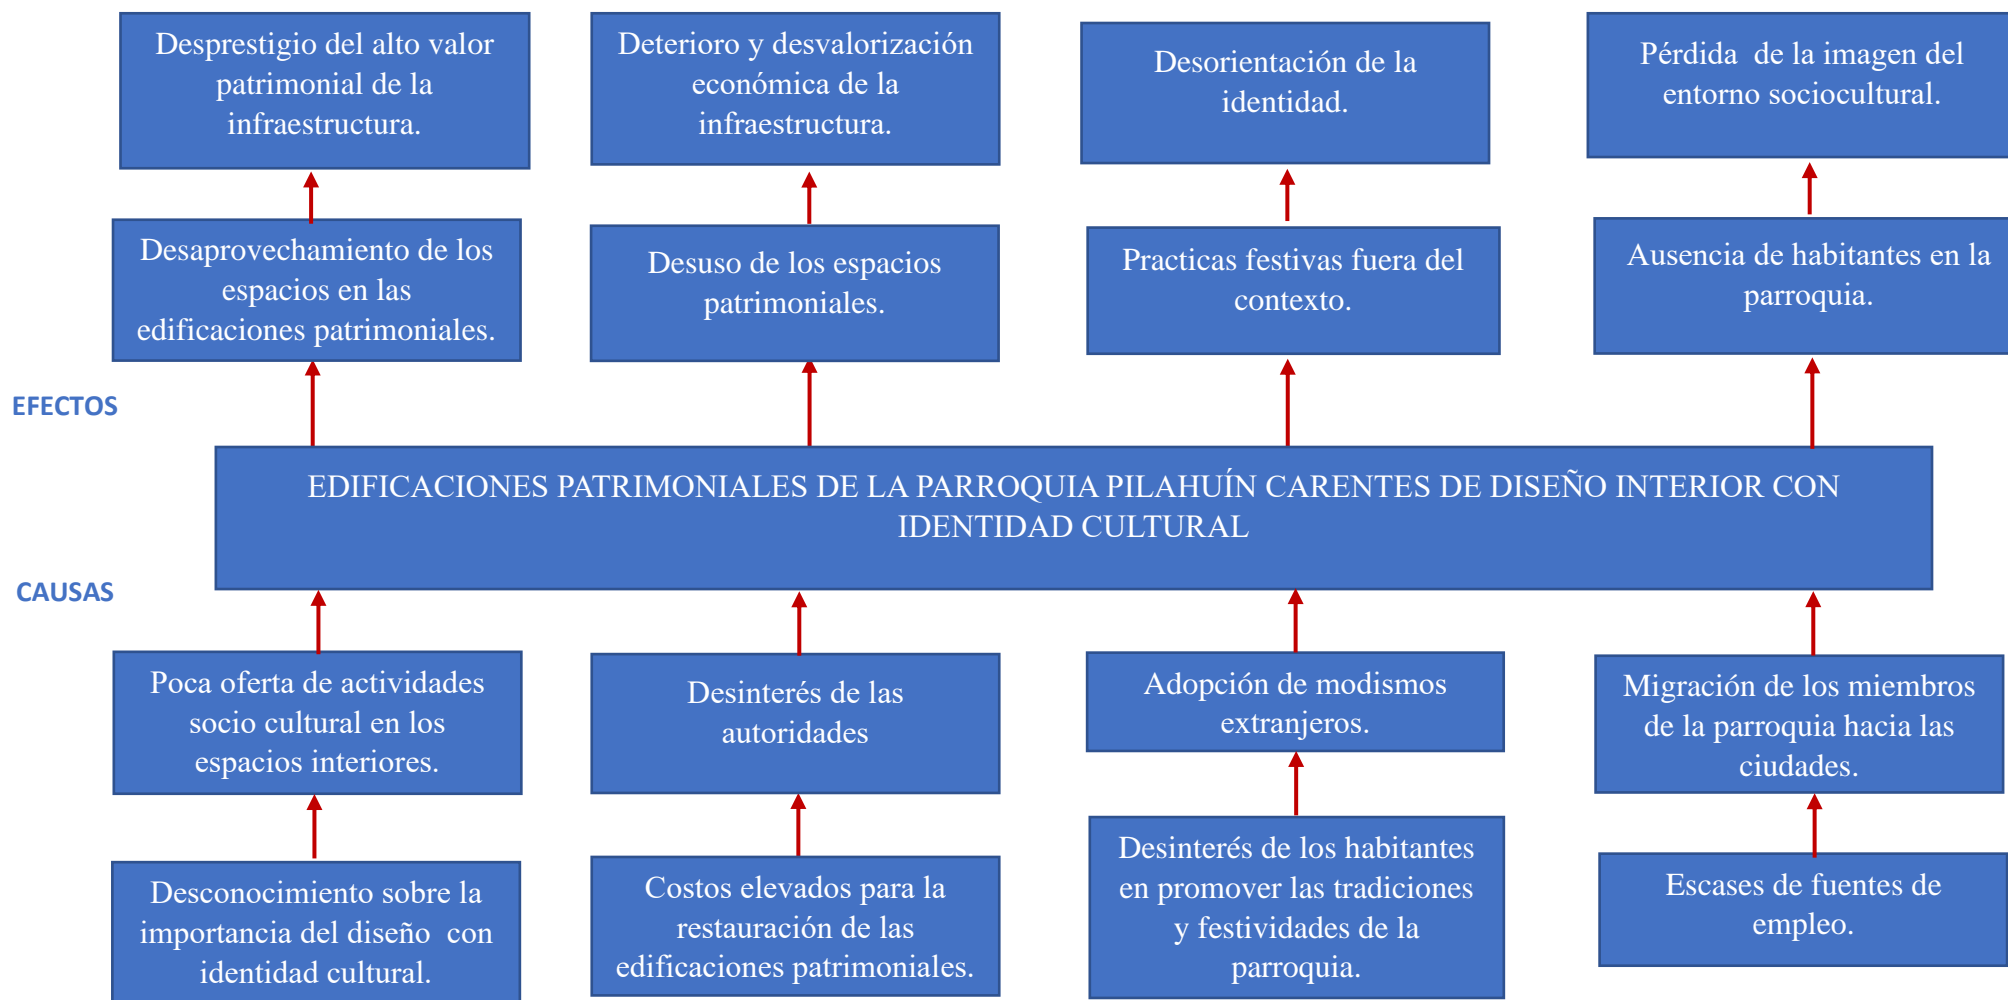 Desprestigio del alto valor
patrimonial de la
infraestructura.
Deterioro y desvalorización
económica de la
infraestructura.
Desorientación de la
identidad.
Pérdida  de la imagen del
entorno sociocultural.
Desaprovechamiento de los
espacios en las
edificaciones patrimoniales.
Desuso de los espacios
patrimoniales.
Practicas festivas fuera del
contexto.
Ausencia de habitantes en la
parroquia.
EFECTOS
EDIFICACIONES PATRIMONIALES DE LA PARROQUIA PILAHUÍN CARENTES DE DISEÑO INTERIOR CON
IDENTIDAD CULTURAL
CAUSAS
Poca oferta de actividades
socio cultural en los
espacios interiores.
Desinterés de las
autoridades
Adopción de modismos
extranjeros.
Migración de los miembros
de la parroquia hacia las
ciudades.
Desconocimiento sobre la
importancia del diseño  con
identidad cultural.
Costos elevados para la
restauración de las
edificaciones patrimoniales.
Desinterés de los habitantes
en promover las tradiciones
y festividades de la
parroquia.
Escases de fuentes de
empleo.